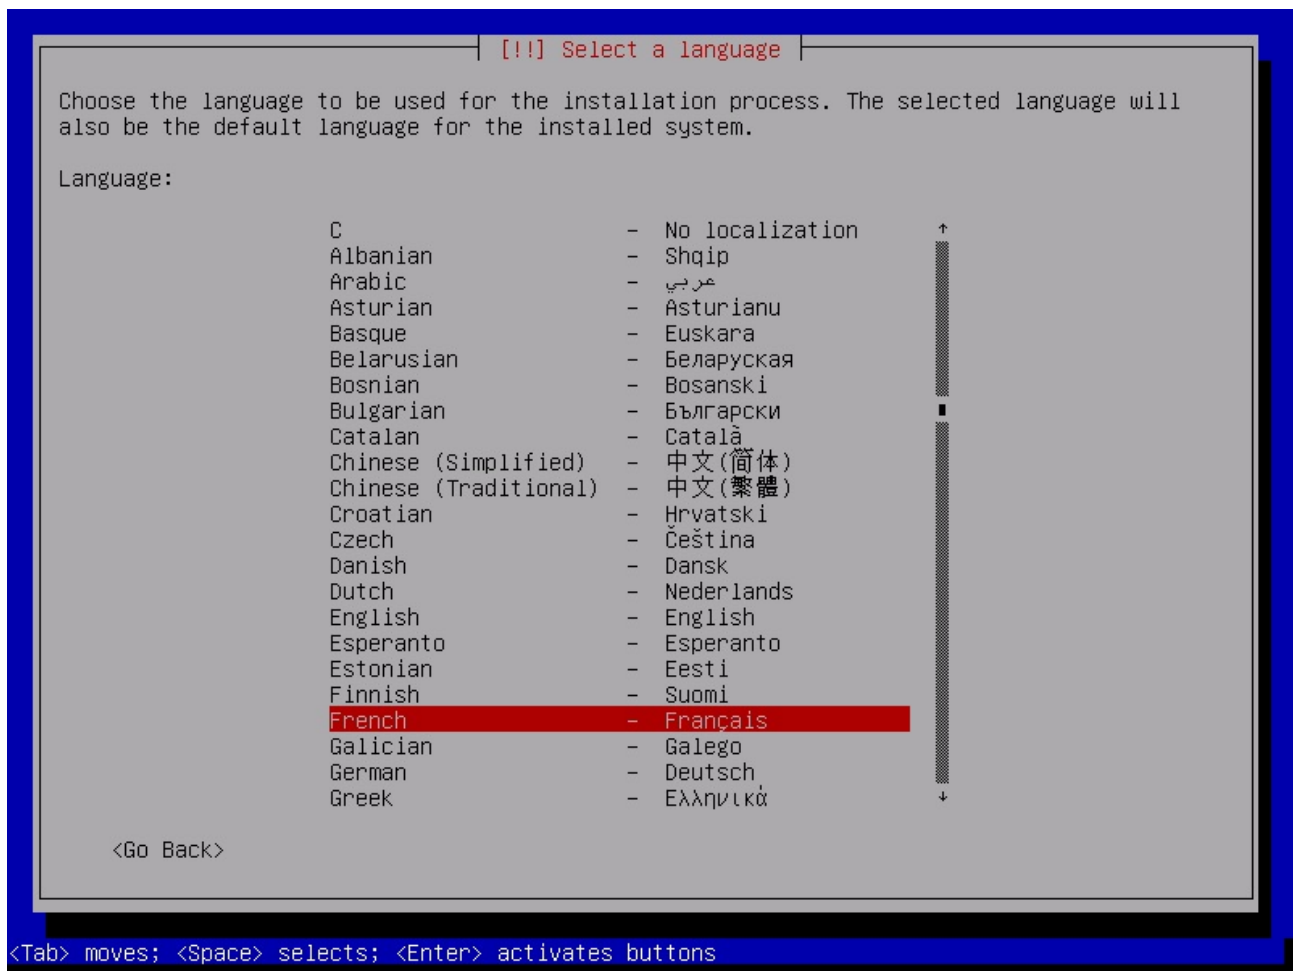 [!!] Select a language
Choose the language to be used for the installation process. The selected language will
also be the default language for the installed system.
Language:
C - No localization
Albanian - Shqip
Arabic - عربي
Asturian - Asturianu
Basque - Euskara
Belarusian - Беларуская
Bosnian - Bosanski
Bulgarian - Български
Catalan - Català
Chinese (Simplified) - 中文(简体)
Chinese (Traditional) - 中文(繁體)
Croatian - Hrvatski
Czech - Čeština
Danish - Dansk
Dutch - Nederlands
English - English
Esperanto - Esperanto
Estonian - Eesti
Finnish - Suomi
French - Français
Galician - Galego
German - Deutsch
Greek - Ελληνικά
<Go Back>
<Tab> moves; <Space> selects; <Enter> activates buttons